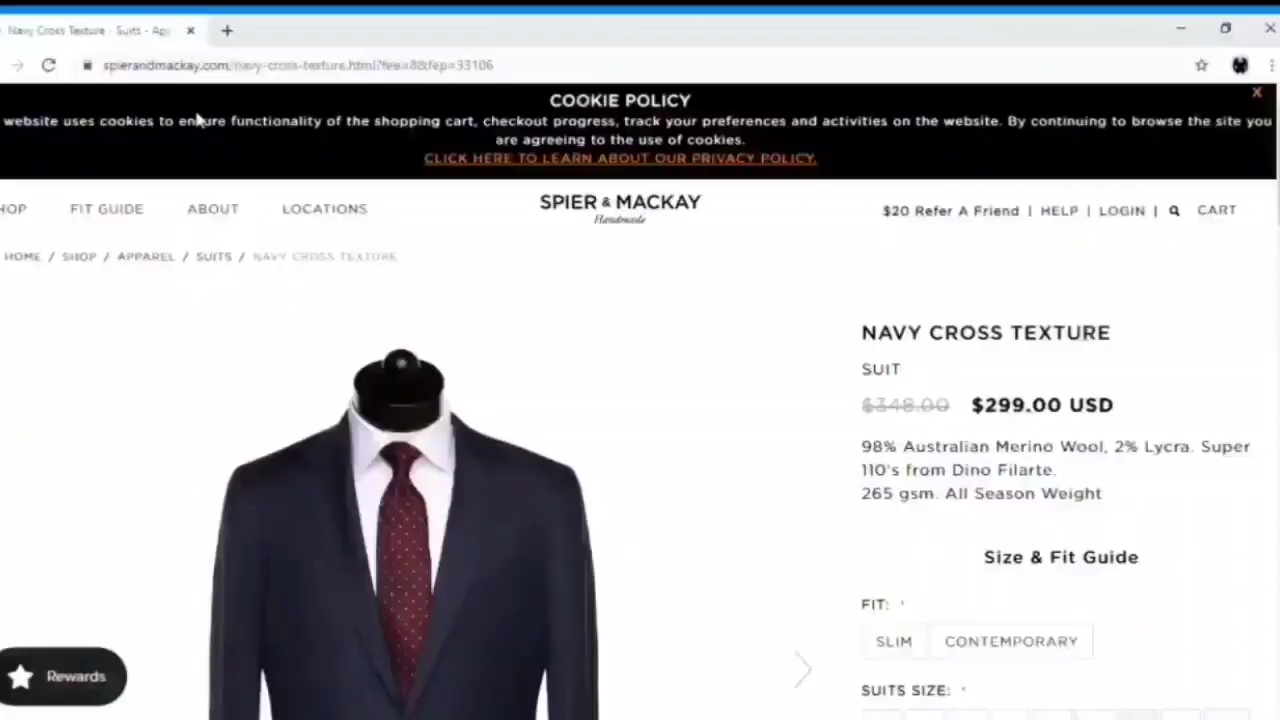 Navy Cross Texture - Suits - App
spierandmackay.com/navy-cross-texture.html?fee=8&fep=33106
COOKIE POLICY
website uses cookies to ensure functionality of the shopping cart, checkout progress, track your preferences and activities on the website. By continuing to browse the site you
are agreeing to the use of cookies.
CLICK HERE TO LEARN ABOUT OUR PRIVACY POLICY.
HOP FIT GUIDE ABOUT LOCATIONS
SPIER & MACKAY
Handmade
$20 Refer A Friend | HELP | LOGIN | CART
HOME / SHOP / APPAREL / SUITS / NAVY CROSS TEXTURE
NAVY CROSS TEXTURE
SUIT
$348.00 $299.00 USD
98% Australian Merino Wool, 2% Lycra. Super
110's from Dino Filarte.
265 gsm. All Season Weight
Size & Fit Guide
FIT: *
SLIM CONTEMPORARY
SUITS SIZE: *
Rewards